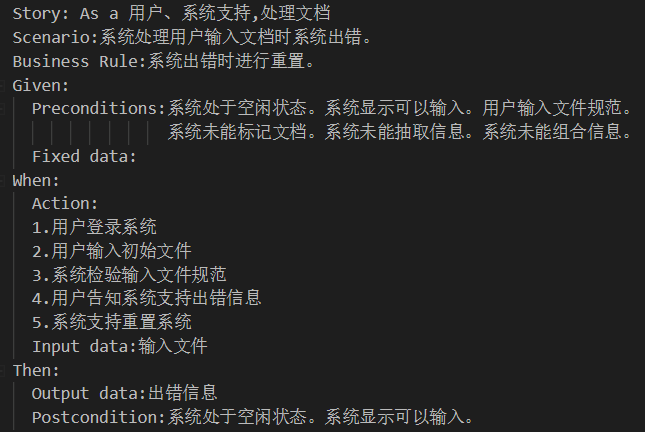 Story: As a 用户、系统支持,处理文档
Scenario:系统处理用户输入文档时系统出错。
Business Rule:系统出错时进行重置。
Given:
Preconditions:系统处于空闲状态。系统显示可以输入。用户输入文件规范。
系统未能标记文档。系统未能抽取信息。系统未能组合信息。
Fixed data:
When:
Action:
1.用户登录系统
2.用户输入初始文件
3.系统检验输入文件规范
4.用户告知系统支持出错信息
5.系统支持重置系统
Input data:输入文件
Then:
Output data:出错信息
Postcondition:系统处于空闲状态。系统显示可以输入。